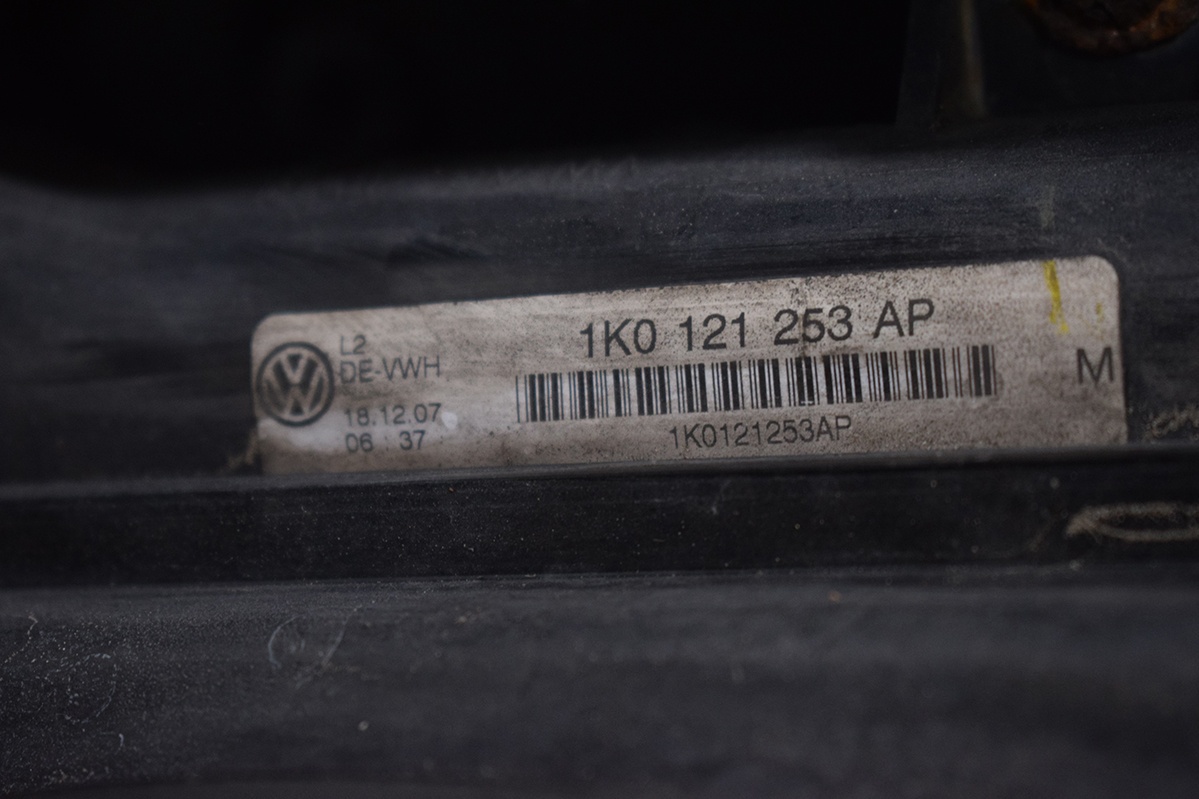 L2
DE-VWH
18.12.07
06 : 37
1K0 121 253 AP
1K0121253AP
M